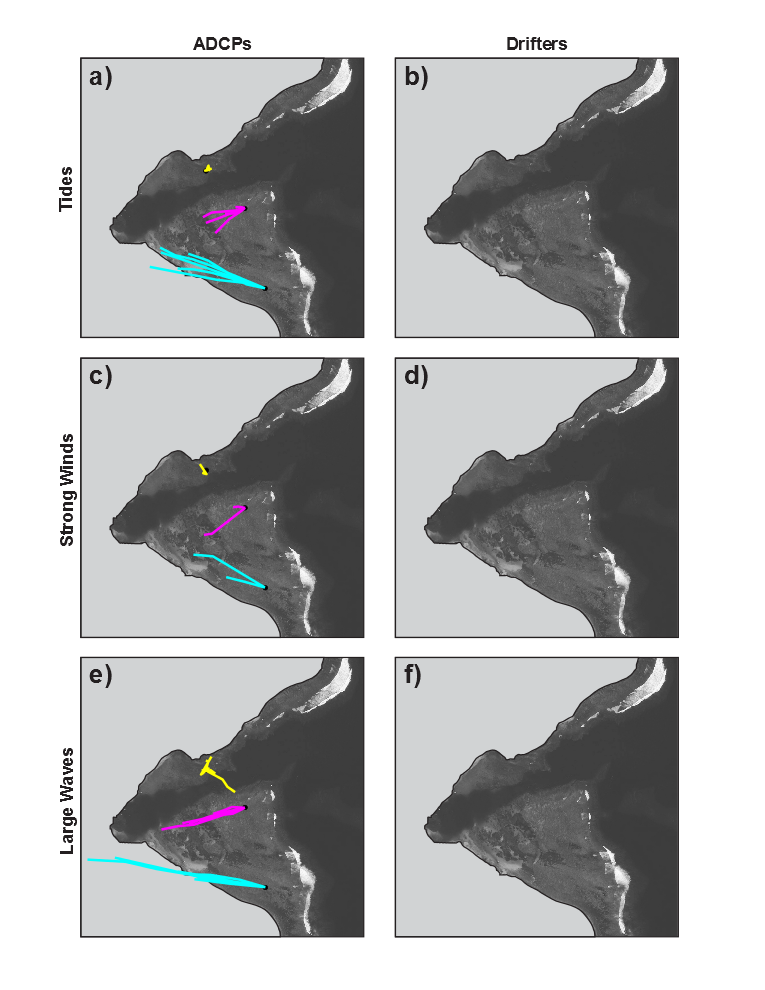 ADCPs
Drifters
Tides
a)
b)
Strong Winds
c)
d)
Large Waves
e)
f)